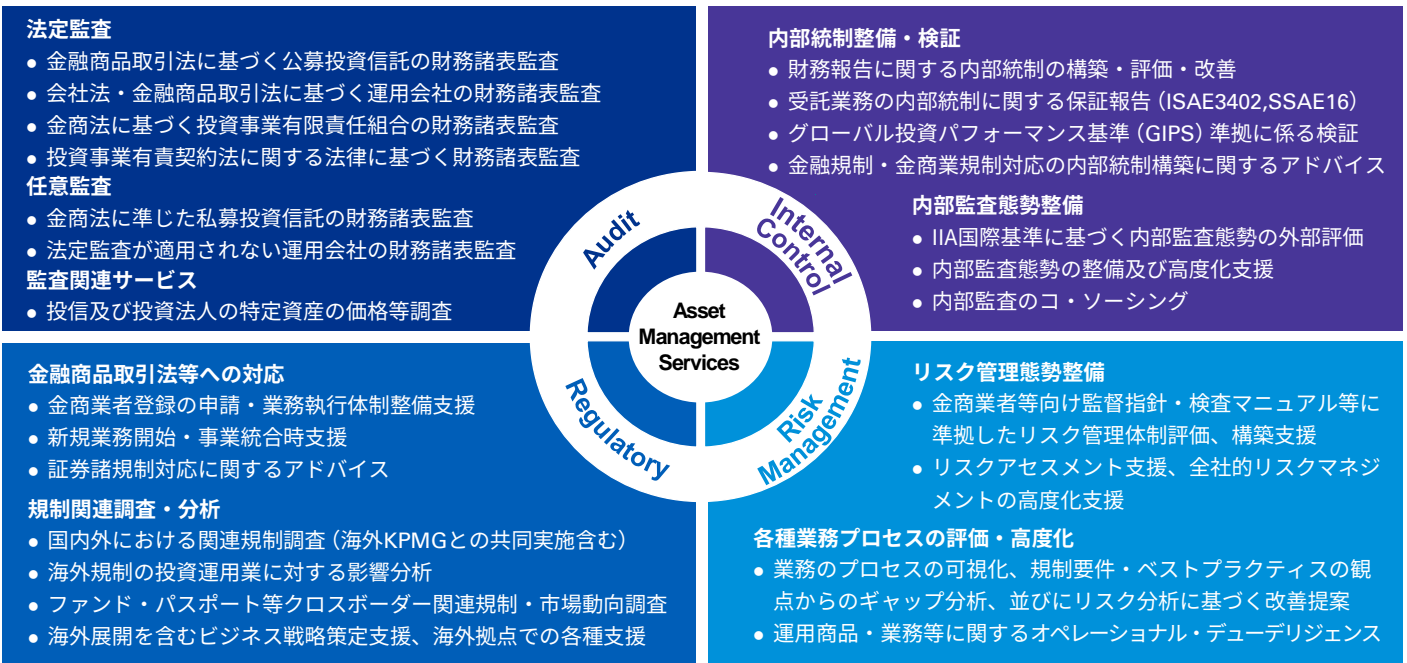 法定監査
● 金融商品取引法に基づく公募投資信託の財務諸表監査
● 会社法・金融商品取引法に基づく運用会社の財務諸表監査
● 金商法に基づく投資事業有限責任組合の財務諸表監査
● 投資事業有責契約法に関する法律に基づく財務諸表監査
任意監査
● 金商法に準じた私募投資信託の財務諸表監査
● 法定監査が適用されない運用会社の財務諸表監査
監査関連サービス
● 投信及び投資法人の特定資産の価格等調査
内部統制整備・検証
● 財務報告に関する内部統制の構築・評価・改善
● 受託業務の内部統制に関する保証報告（ISAE3402,SSAE16）
● グローバル投資パフォーマンス基準（GIPS）準拠に係る検証
● 金融規制・金商業規制対応の内部統制構築に関するアドバイス
内部監査態勢整備
● IIA国際基準に基づく内部監査態勢の外部評価
● 内部監査態勢の整備及び高度化支援
● 内部監査のコ・ソーシング
Audit
Internal
Control
Asset
Management
Services
Regulatory
Risk
Management
金融商品取引法等への対応
● 金商業者登録の申請・業務執行体制整備支援
● 新規業務開始・事業統合時支援
● 証券諸規制対応に関するアドバイス
規制関連調査・分析
● 国内外における関連規制調査（海外KPMGとの共同実施含む）
● 海外規制の投資運用業に対する影響分析
● ファンド・パスポート等クロスボーダー関連規制・市場動向調査
● 海外展開を含むビジネス戦略策定支援、海外拠点での各種支援
リスク管理態勢整備
● 金商業者等向け監督指針・検査マニュアル等に
準拠したリスク管理体制評価、構築支援
● リスクアセスメント支援、全社的リスクマネジ
メントの高度化支援
各種業務プロセスの評価・高度化
● 業務のプロセスの可視化、規制要件・ベストプラクティスの観
点からのギャップ分析、並びにリスク分析に基づく改善提案
● 運用商品・業務等に関するオペレーショナル・デューデリジェンス